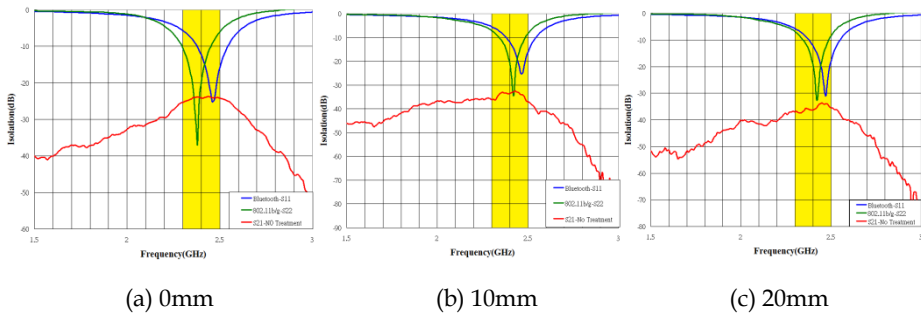 0
-10
-20
-30
-40
-50
-60
Isolation(dB)
Bluetooth-S11
802.11b/g-S22
S21-NO Treatment
1.5
2
2.5
3
Frequency(GHz)
(a) 0mm
0
-10
-20
-30
-40
-50
-60
-70
-80
-90
Isolation(dB)
Bluetooth-S11
802.11b/g-S22
S21-No Treatment
1.5
2
2.5
3
Frequency(GHz)
(b) 10mm
0
-10
-20
-30
-40
-50
-60
-70
-80
Isolation(dB)
Bluetooth-S11
802.11b/g-S22
S21-No Treatment
1.5
2
2.5
3
Frequency(GHz)
(c) 20mm